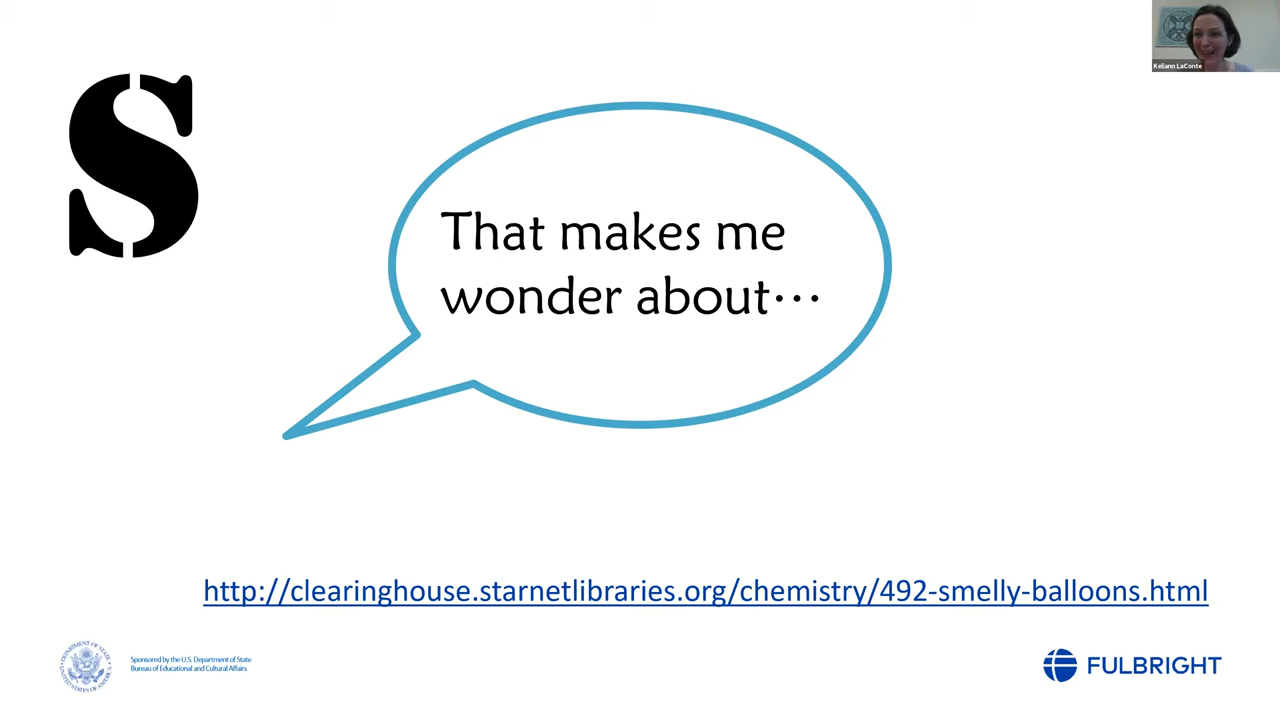 Keliann LaConte
S
That makes me
wonder about...
http://clearinghouse.starnetlibraries.org/chemistry/492-smelly-balloons.html
Sponsored by the U.S. Department of State
Bureau of Educational and Cultural Affairs
FULBRIGHT